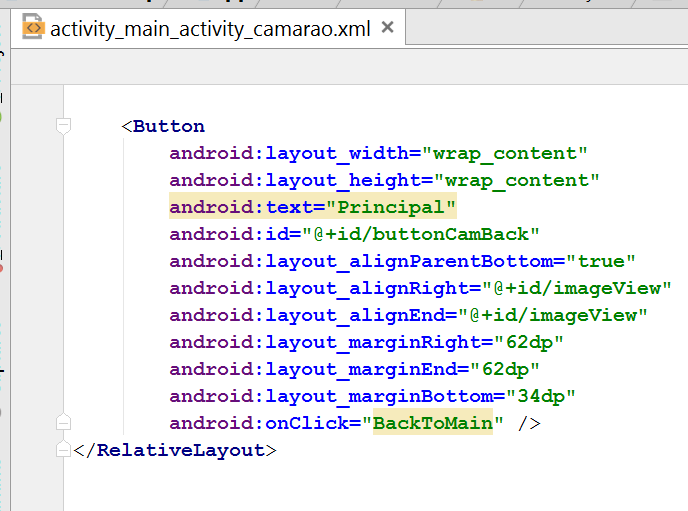 activity_main_activity_camarao.xml
<Button
android:layout_width="wrap_content"
android:layout_height="wrap_content"
android:text="Principal"
android:id="@+id/buttonCamBack"
android:layout_alignParentBottom="true"
android:layout_alignRight="@+id/imageView"
android:layout_alignEnd="@+id/imageView"
android:layout_marginRight="62dp"
android:layout_marginEnd="62dp"
android:layout_marginBottom="34dp"
android:onClick="BackToMain" />
</RelativeLayout>